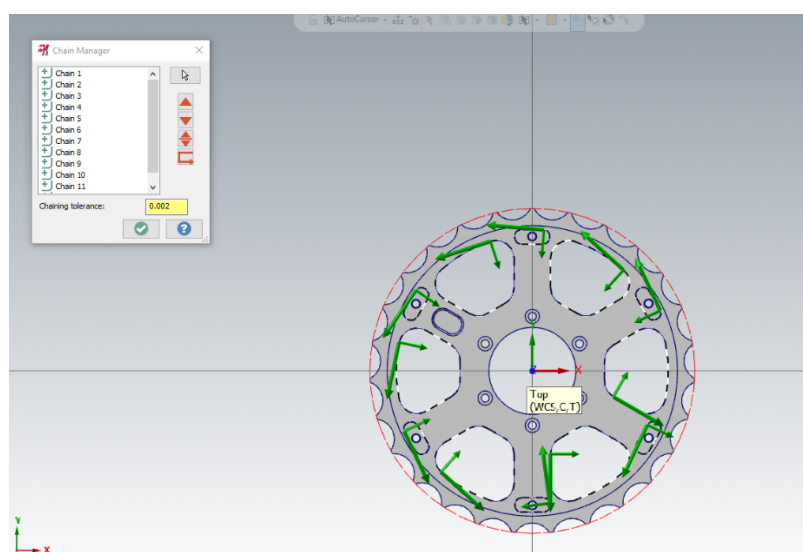 AutoCursor
Chain Manager
Chain 1
Chain 2
Chain 3
Chain 4
Chain 5
Chain 6
Chain 7
Chain 8
Chain 9
Chain 10
Chain 11
Chaining tolerance: 0.002
Y
X
Top
(WCS,C,T)
Y
X